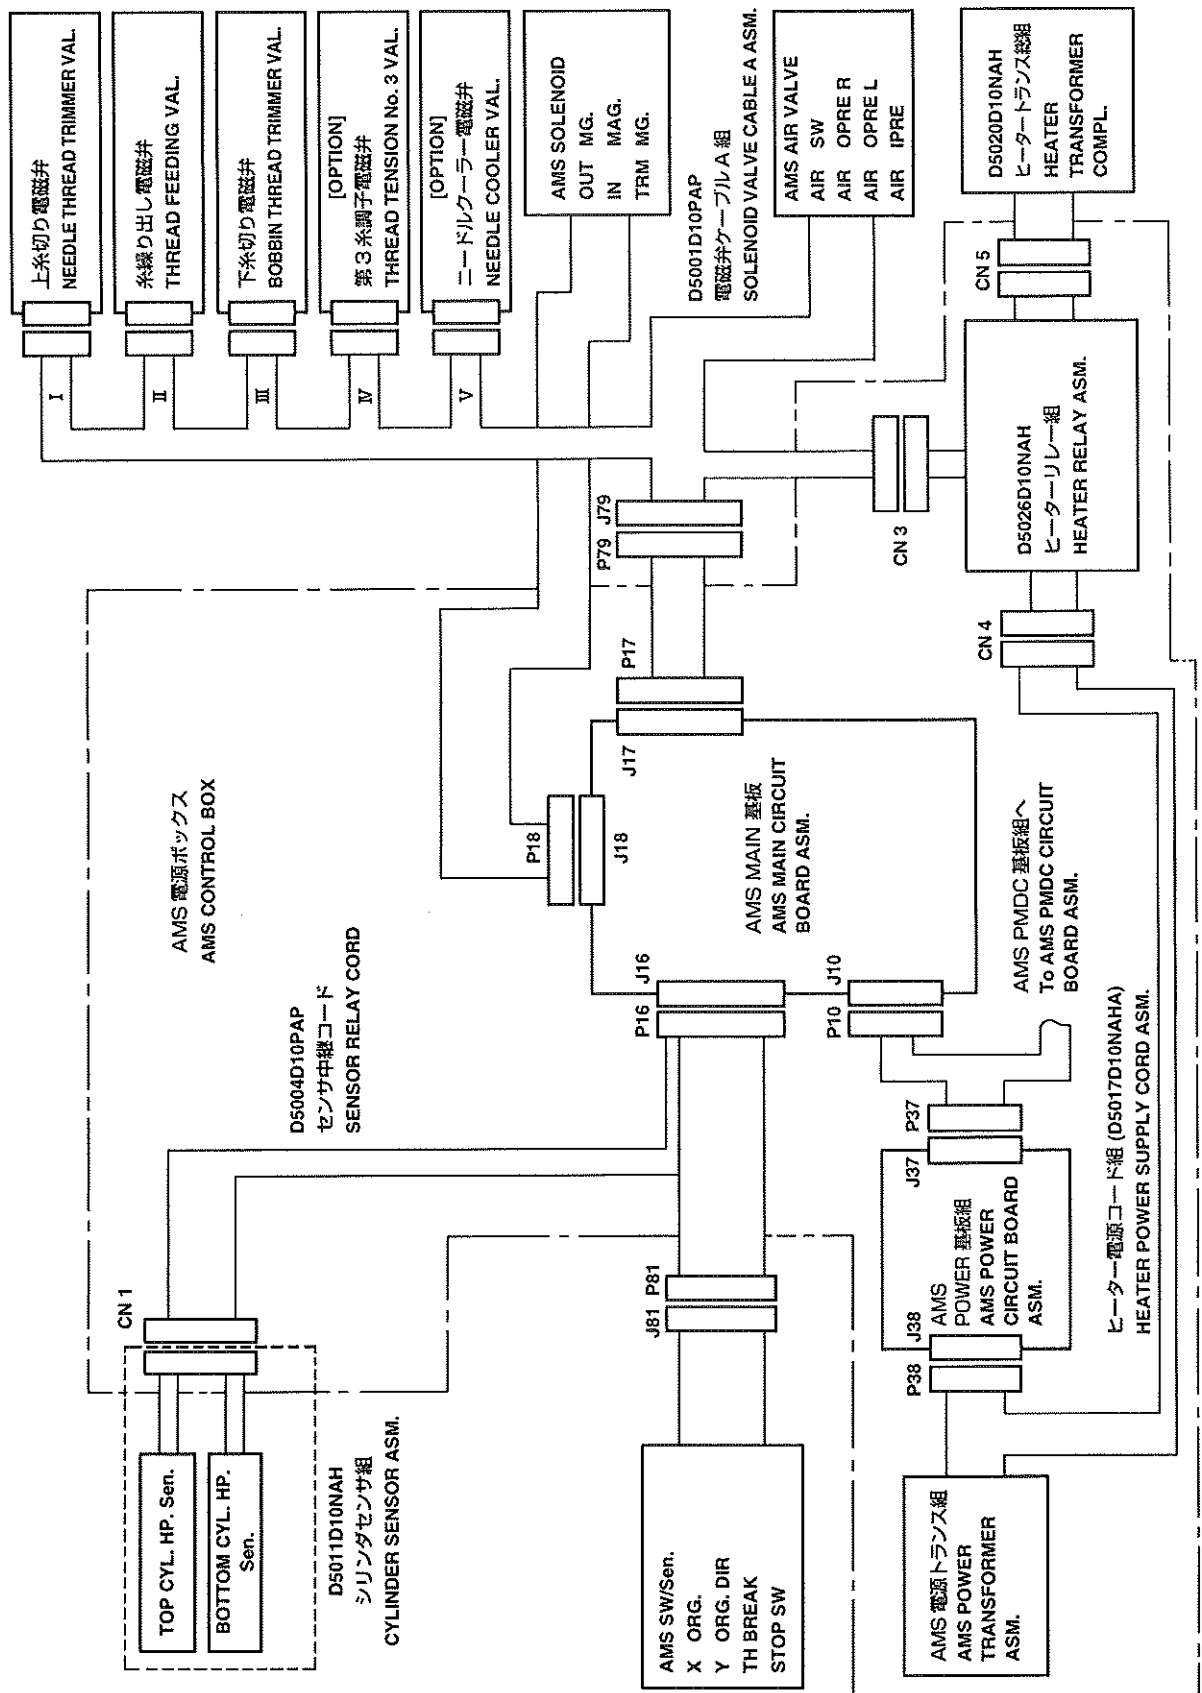 上糸切り電磁弁
NEEDLE THREAD TRIMMER VAL.
糸繰り出し電磁弁
THREAD FEEDING VAL.
下糸切り電磁弁
BOBBIN THREAD TRIMMER VAL.
[OPTION]
第3糸調子電磁弁
THREAD TENSION No. 3 VAL.
[OPTION]
ニードルクーラー電磁弁
NEEDLE COOLER VAL.
I
II
III
IV
V
AMS SOLENOID
OUT MG.
IN MAG.
TRM MG.
D5001D10PAP
電磁弁ケーブルA組
SOLENOID VALVE CABLE A ASM.
AMS AIR VALVE
AIR SW
AIR OPRE R
AIR OPRE L
AIR IPRE
D5020D10NAH
ヒータートランス総組
HEATER
TRANSFORMER
COMPL.
CN 5
J79
P79
CN 3
D5026D10NAH
ヒーターリレー組
HEATER RELAY ASM.
CN 4
AMS 電源ボックス
AMS CONTROL BOX
P17
J17
P18
J18
AMS MAIN 基板
AMS MAIN CIRCUIT
BOARD ASM.
J16
P16
J10
P10
AMS PMDC 基板組へ
To AMS PMDC CIRCUIT
BOARD ASM.
D5004D10PAP
センサ中継コード
SENSOR RELAY CORD
CN 1
P81
J81
P37
J37
AMS
POWER 基板組
AMS POWER
CIRCUIT BOARD
ASM.
J38
P38
ヒーター電源コード組 (D5017D10NAHA)
HEATER POWER SUPPLY CORD ASM.
TOP CYL. HP. Sen.
BOTTOM CYL. HP.
Sen.
D5011D10NAH
シリンダセンサ組
CYLINDER SENSOR ASM.
AMS SW/Sen.
X ORG.
Y ORG. DIR
TH BREAK
STOP SW
AMS 電源トランス組
AMS POWER
TRANSFORMER
ASM.